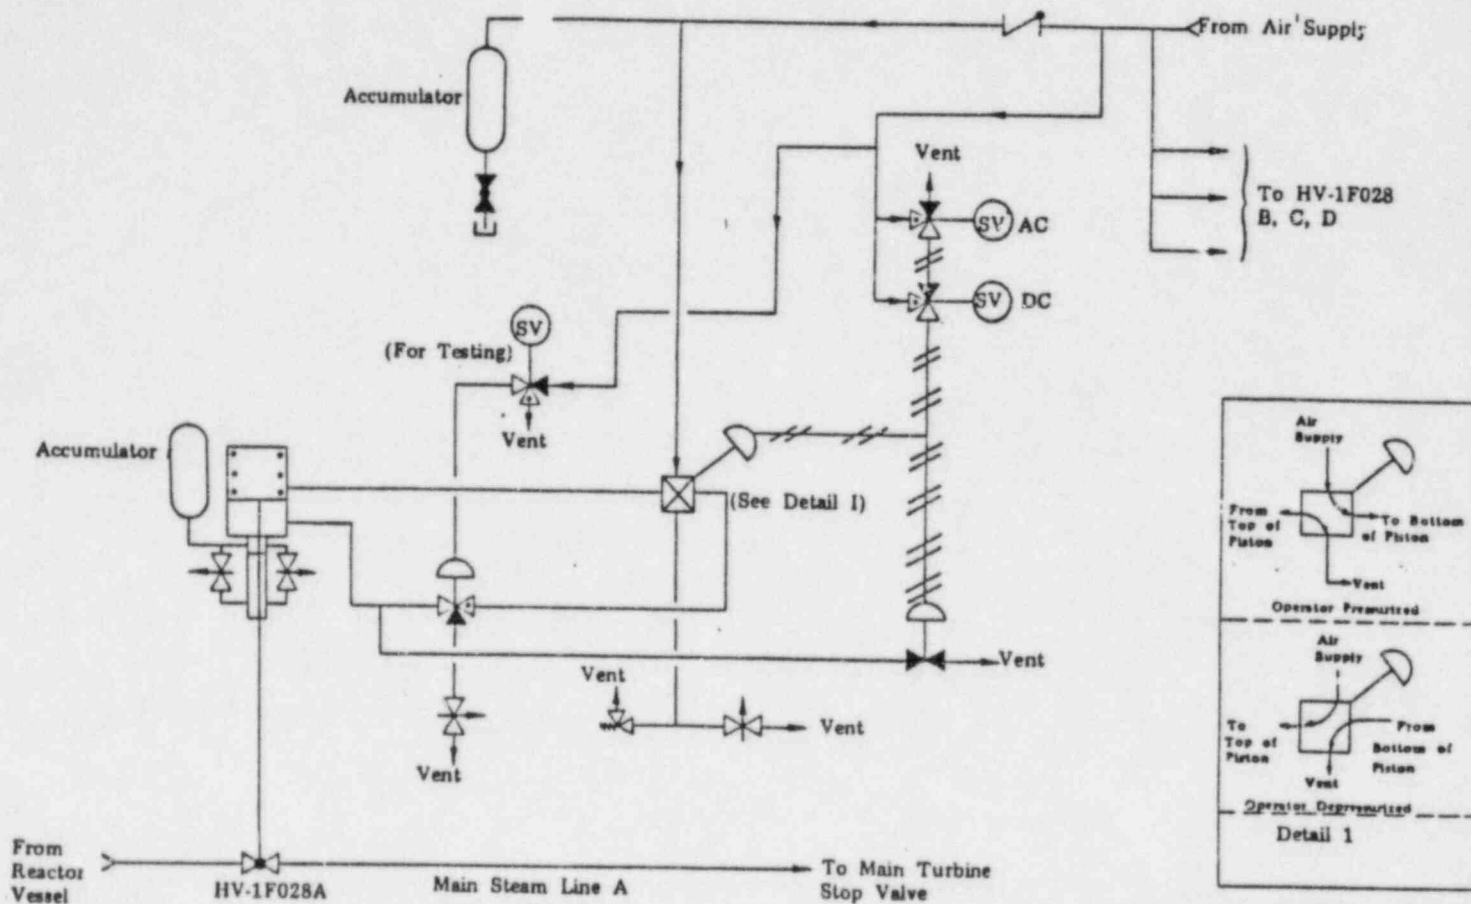 From Air Supply
Accumulator
Vent
To HV-1F028
B, C, D
SV
AC
SV
DC
SV
(For Testing)
Vent
Accumulator
(See Detail I)
Vent
Vent
Vent
Vent
From
Reactor
Vessel
HV-1F028A
Main Steam Line A
To Main Turbine
Stop Valve
Air
Supply
From
Top of
Piston
To Bottom
of Piston
Vent
Operator Pressurized
Air
Supply
To
Top of
Piston
From
Bottom of
Piston
Vent
Operator Depressurized
Detail 1